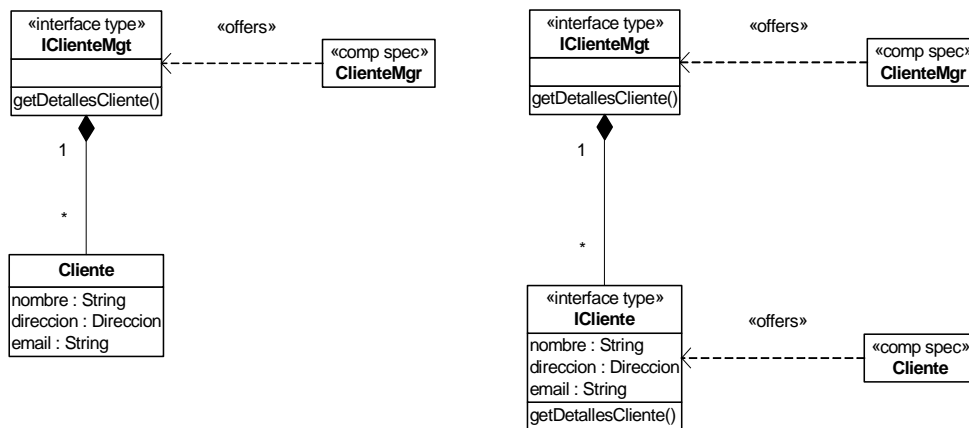 «interface type»
IClienteMgt
getDetallesCliente()
«offers»
«comp spec»
ClienteMgr
1
*
Cliente
nombre : String
direccion : Direccion
email : String
«interface type»
IClienteMgt
getDetallesCliente()
«offers»
«comp spec»
ClienteMgr
1
*
«interface type»
ICliente
nombre : String
direccion : Direccion
email : String
getDetallesCliente()
«offers»
«comp spec»
Cliente